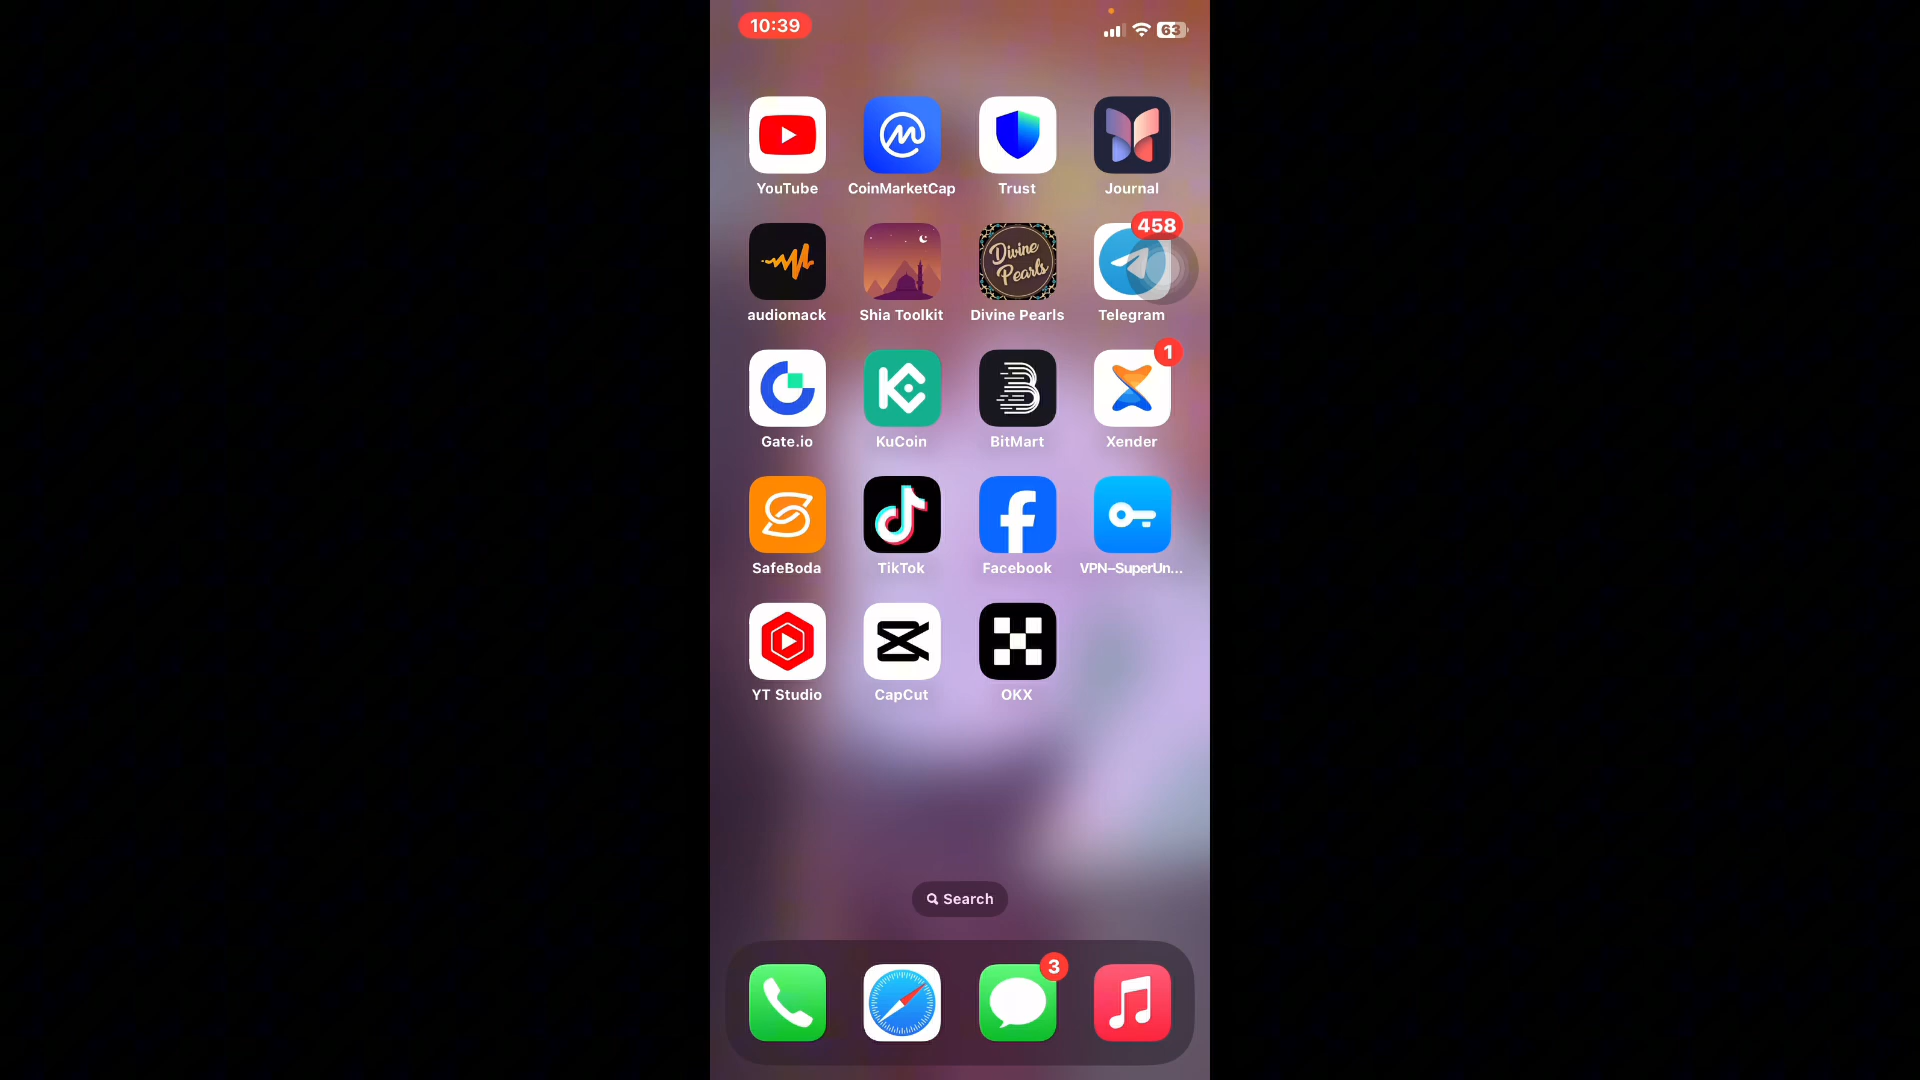 10:39
63
YouTube
CoinMarketCap
Trust
Journal
Divine
Pearls
458
audiomack
Shia Toolkit
Divine Pearls
Telegram
1
Gate.io
KuCoin
BitMart
Xender
SafeBoda
TikTok
Facebook
VPN-SuperUn...
YT Studio
CapCut
OKX
Search
3